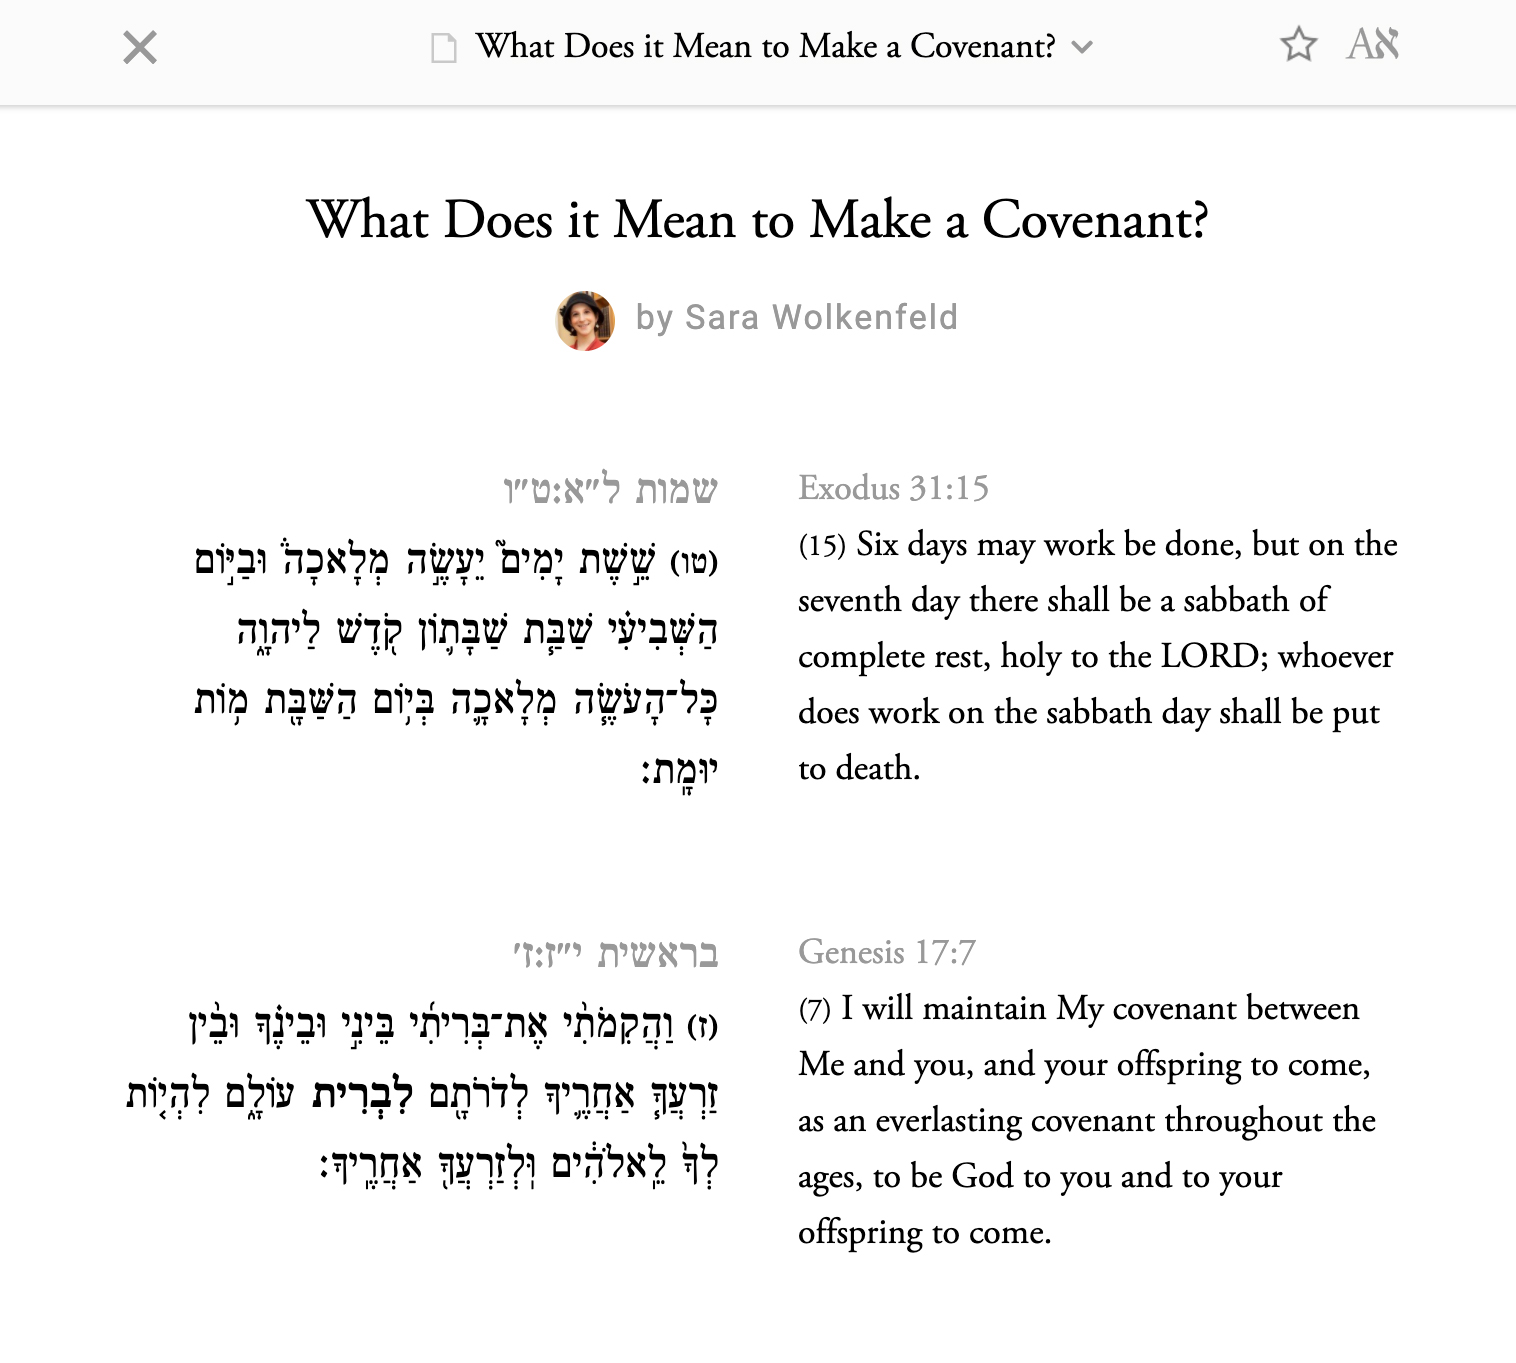 What Does it Mean to Make a Covenant?
Aא
What Does it Mean to Make a Covenant?
by Sara Wolkenfeld
שמות ל״א:ט״ו
(טו) שֵׁ֣שֶׁת יָמִים֮ יֵעָשֶׂ֣ה מְלָאכָה֒ וּבַיּ֣וֹם
הַשְּׁבִיעִ֗י שַׁבַּ֧ת שַׁבָּת֛וֹן קֹ֖דֶשׁ לַיהוָ֑ה
כָּל־הָעֹשֶׂ֧ה מְלָאכָ֛ה בְּי֥וֹם הַשַּׁבָּ֖ת מ֥וֹת
יוּמָֽת׃
Exodus 31:15
(15) Six days may work be done, but on the
seventh day there shall be a sabbath of
complete rest, holy to the LORD; whoever
does work on the sabbath day shall be put
to death.
בראשית י״ז:ז׳
(ז) וַהֲקִמֹתִ֨י אֶת־בְּרִיתִ֜י בֵּינִ֣י וּבֵינֶ֗ךָ וּבֵ֨ין
זַרְעֲךָ֧ אַחֲרֶ֛יךָ לְדֹרֹתָ֖ם לִבְרִית עוֹלָ֑ם לִהְי֤וֹת
לְךָ֙ לֵֽאלֹהִ֔ים וּֽלְזַרְעֲךָ֖ אַחֲרֶֽיךָ׃
Genesis 17:7
(7) I will maintain My covenant between
Me and you, and your offspring to come,
as an everlasting covenant throughout the
ages, to be God to you and to your
offspring to come.